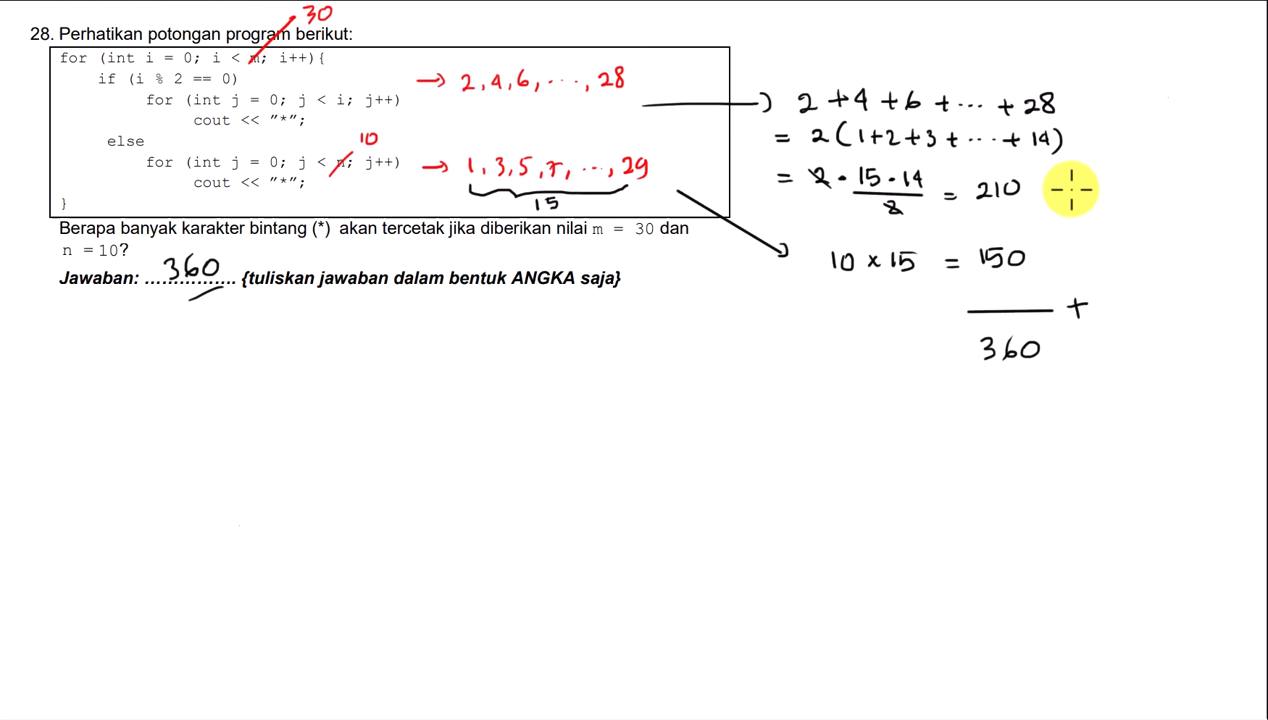 30
28. Perhatikan potongan program berikut:
for (int i = 0; i < m; i++){
if (i % 2 == 0) → 2, 4, 6, ..., 28
for (int j = 0; j < i; j++)
cout << "*";
else
10
for (int j = 0; j < n; j++) → 1, 3, 5, 7, ..., 29
cout << "*";
15
}
Berapa banyak karakter bintang (*) akan tercetak jika diberikan nilai m = 30 dan
n = 10?
Jawaban: ....360.... {tuliskan jawaban dalam bentuk ANGKA saja}
2 + 4 + 6 + ... + 28
= 2 (1 + 2 + 3 + ... + 14)
= 2 . 15 . 14 / 2 = 210
10 x 15 = 150
+
360